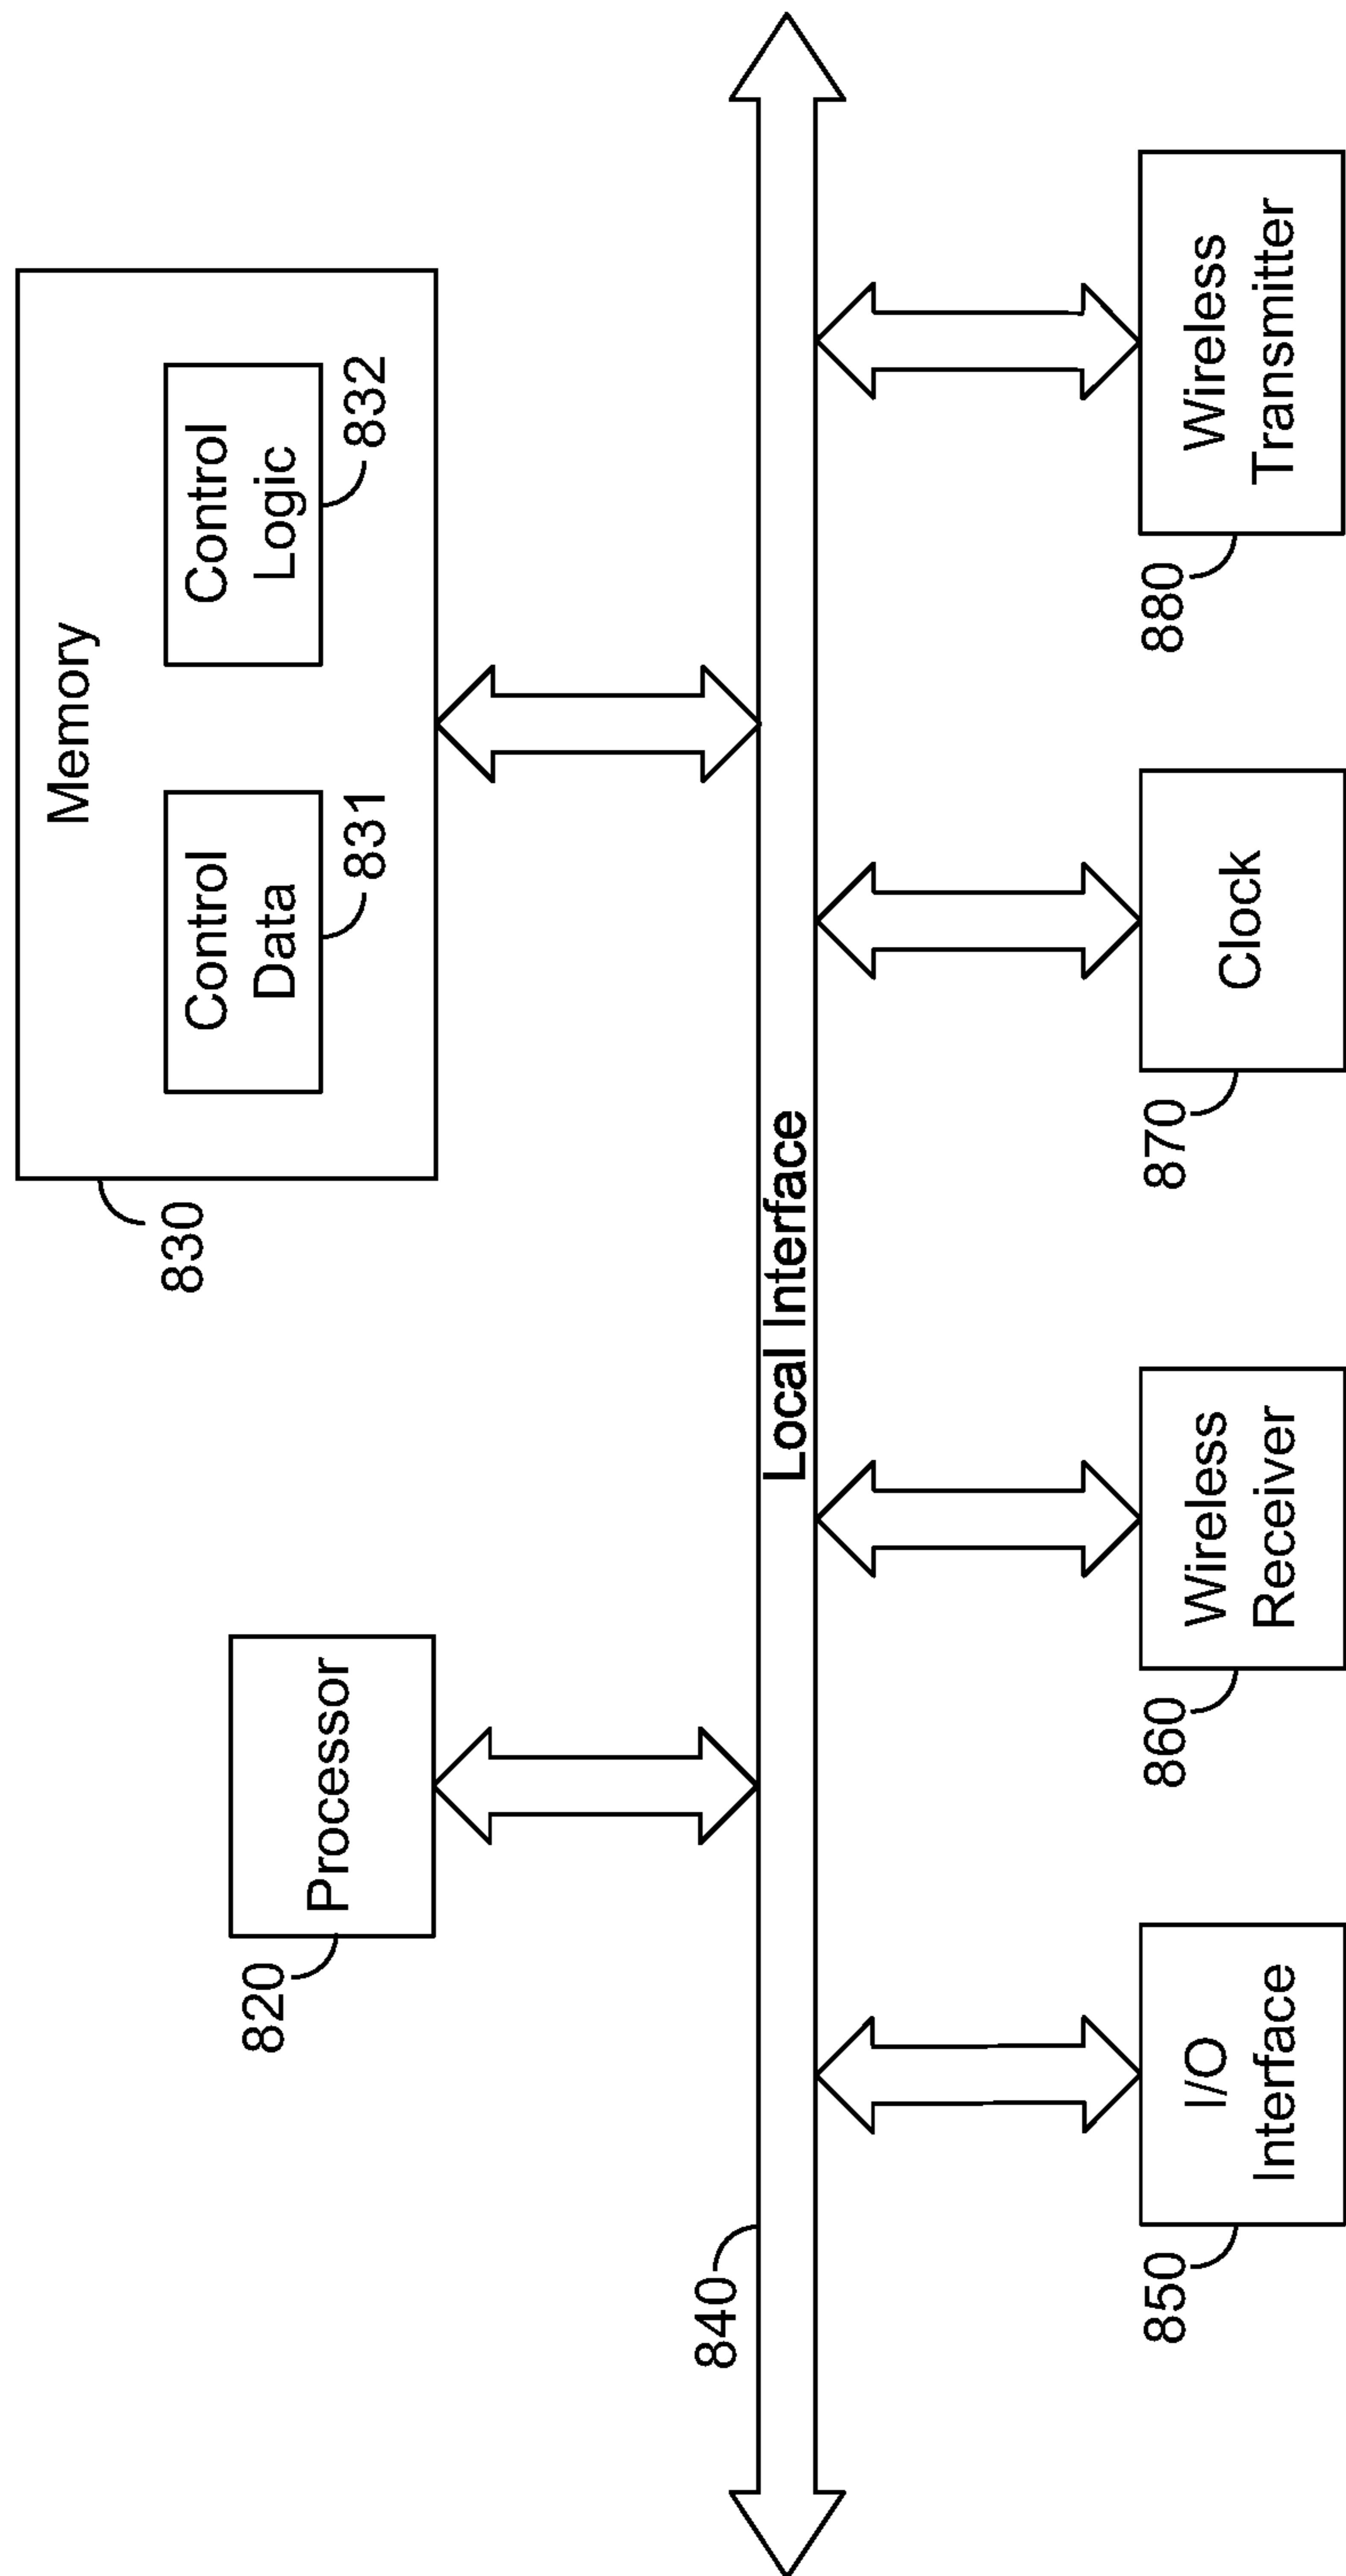 820
Processor
830
Memory
Control
Data
831
Control
Logic
832
840
Local Interface
850
I/O
Interface
860
Wireless
Receiver
870
Clock
880
Wireless
Transmitter